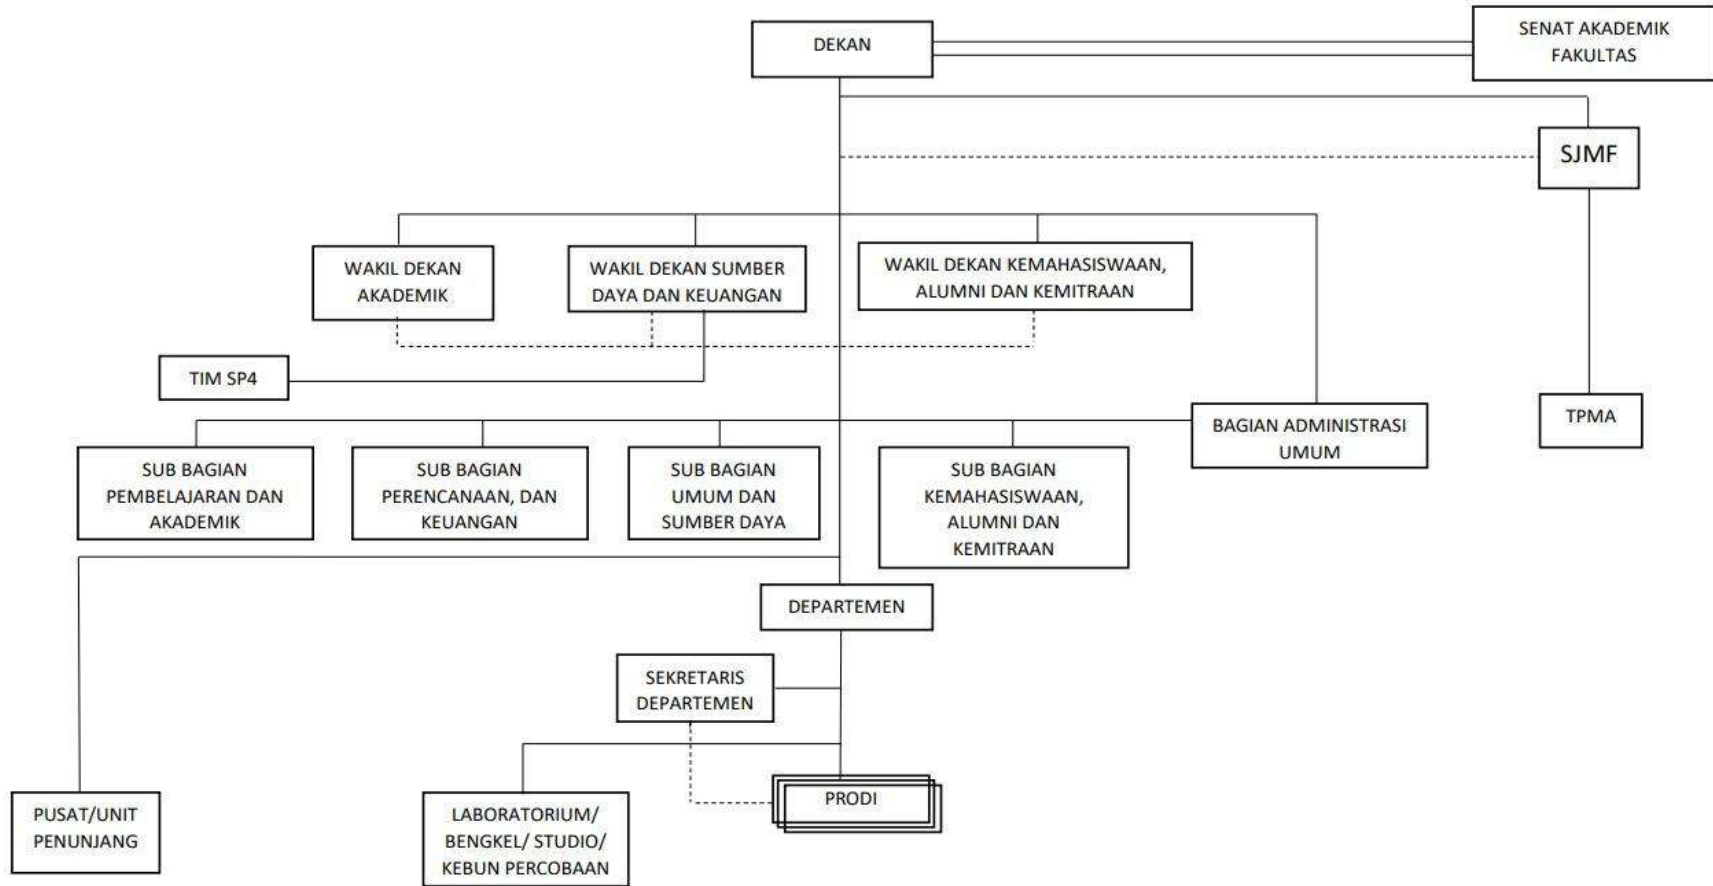 DEKAN
SENAT AKADEMIK
FAKULTAS
SJMF
WAKIL DEKAN
AKADEMIK
WAKIL DEKAN SUMBER
DAYA DAN KEUANGAN
WAKIL DEKAN KEMAHASISWAAN,
ALUMNI DAN KEMITRAAN
TIM SP4
BAGIAN ADMINISTRASI
UMUM
TPMA
SUB BAGIAN
PEMBELAJARAN DAN
AKADEMIK
SUB BAGIAN
PERENCANAAN, DAN
KEUANGAN
SUB BAGIAN
UMUM DAN
SUMBER DAYA
SUB BAGIAN
KEMAHASISWAAN,
ALUMNI DAN
KEMITRAAN
DEPARTEMEN
SEKRETARIS
DEPARTEMEN
PUSAT/UNIT
PENUNJANG
LABORATORIUM/
BENGKEL/ STUDIO/
KEBUN PERCOBAAN
PRODI